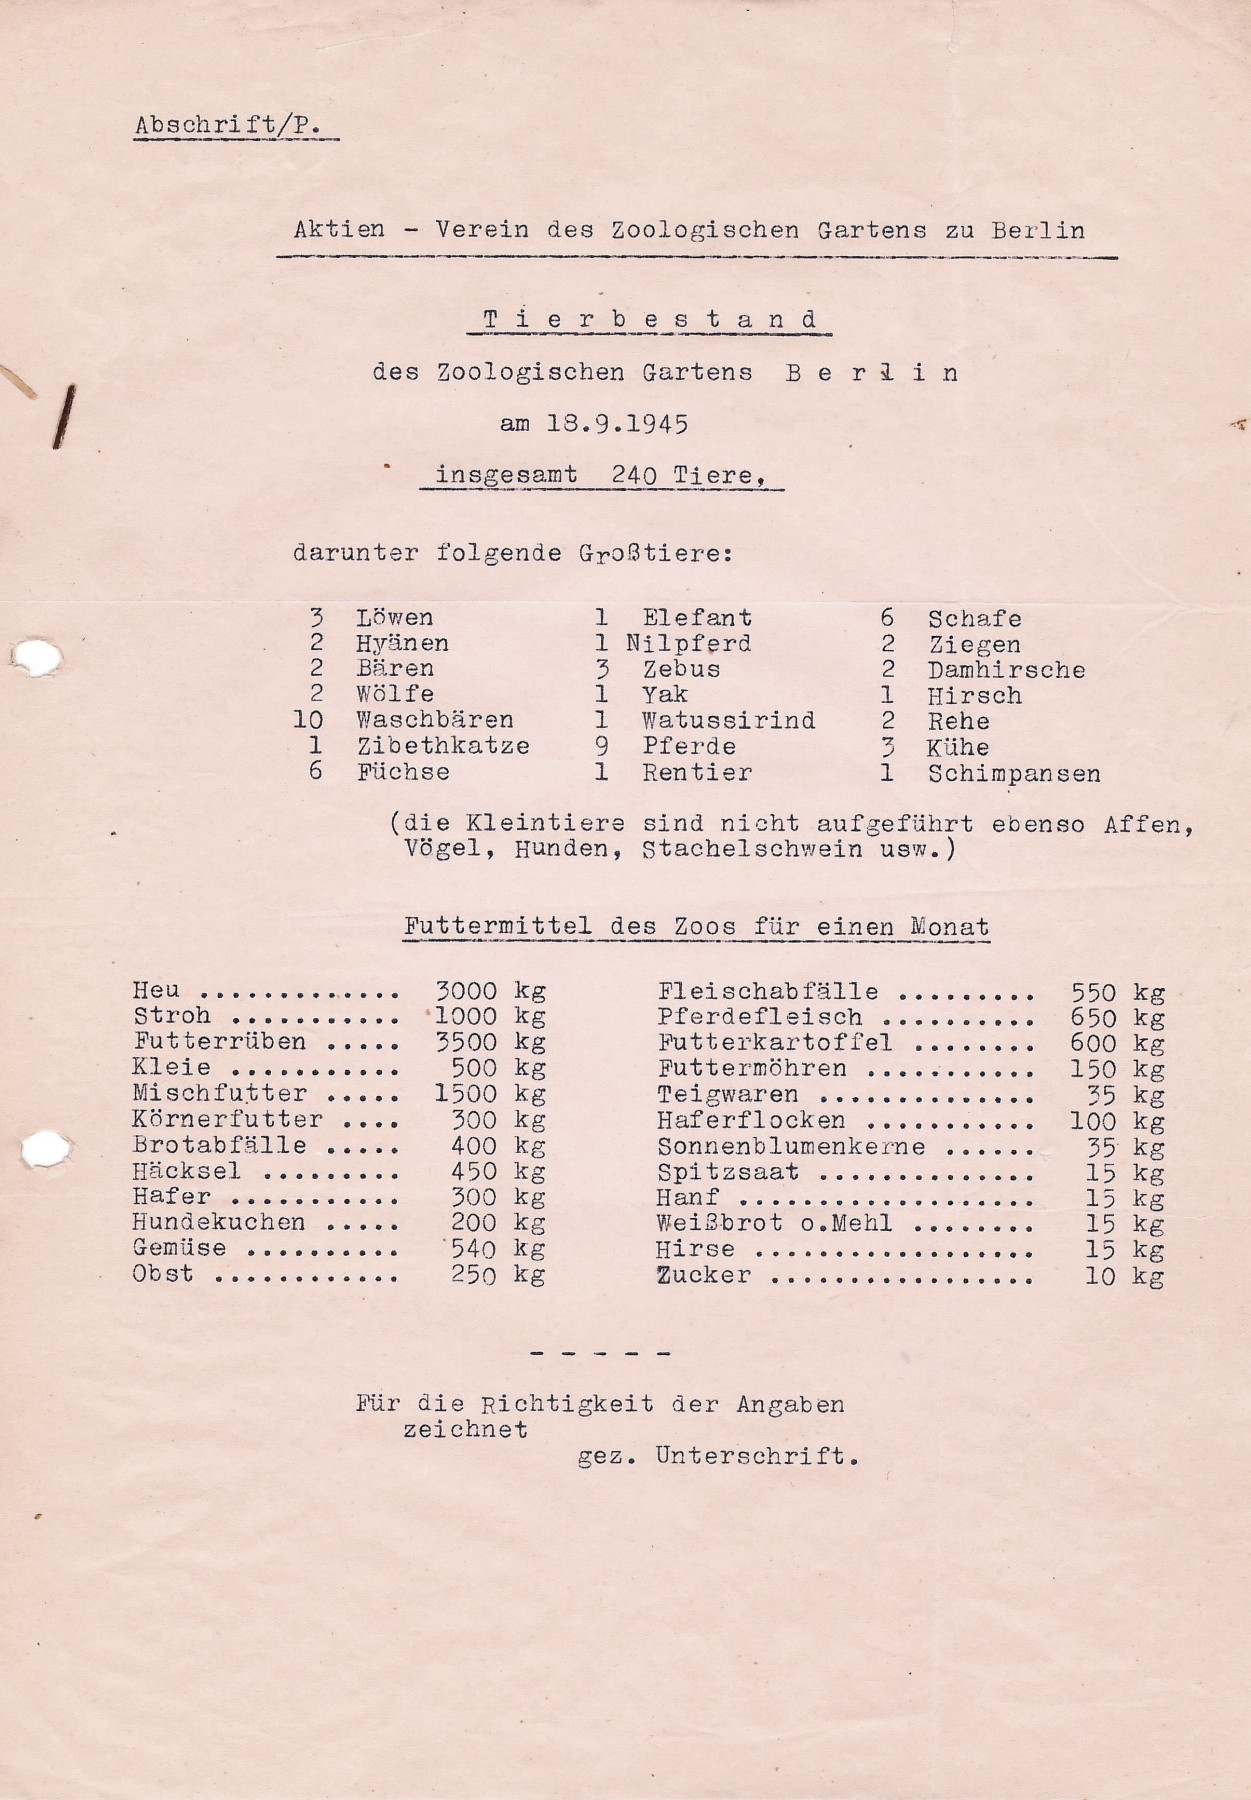 Abschrift/P.
Aktien - Verein des Zoologischen Gartens zu Berlin
T i e r b e s t a n d
des Zoologischen Gartens B e r l i n
am 18.9.1945
insgesamt 240 Tiere,
darunter folgende Großtiere:
3 Löwen 1 Elefant 6 Schafe
2 Hyänen 1 Nilpferd 2 Ziegen
2 Bären 3 Zebus 2 Damhirsche
2 Wölfe 1 Yak 1 Hirsch
10 Waschbären 1 Watussirind 2 Rehe
1 Zibethkatze 9 Pferde 3 Kühe
6 Füchse 1 Rentier 1 Schimpansen
(die Kleintiere sind nicht aufgeführt ebenso Affen,
Vögel, Hunden, Stachelschwein usw.)
Futtermittel des Zoos für einen Monat
Heu ............. 3000 kg Fleischabfälle ......... 550 kg
Stroh ........... 1000 kg Pferdefleisch .......... 650 kg
Futterrüben ..... 3500 kg Futterkartoffel ........ 600 kg
Kleie ........... 500 kg Futtermöhren ........... 150 kg
Mischfutter ..... 1500 kg Teigwaren .............. 35 kg
Körnerfutter .... 300 kg Haferflocken ........... 100 kg
Brotabfälle ..... 400 kg Sonnenblumenkerne ...... 35 kg
Häcksel ......... 450 kg Spitzsaat .............. 15 kg
Hafer ........... 300 kg Hanf ................... 15 kg
Hundekuchen ..... 200 kg Weißbrot o.Mehl ........ 15 kg
Gemüse .......... 540 kg Hirse .................. 15 kg
Obst ............ 250 kg Zucker ................. 10 kg
- - - - -
Für die Richtigkeit der Angaben
zeichnet
gez. Unterschrift.